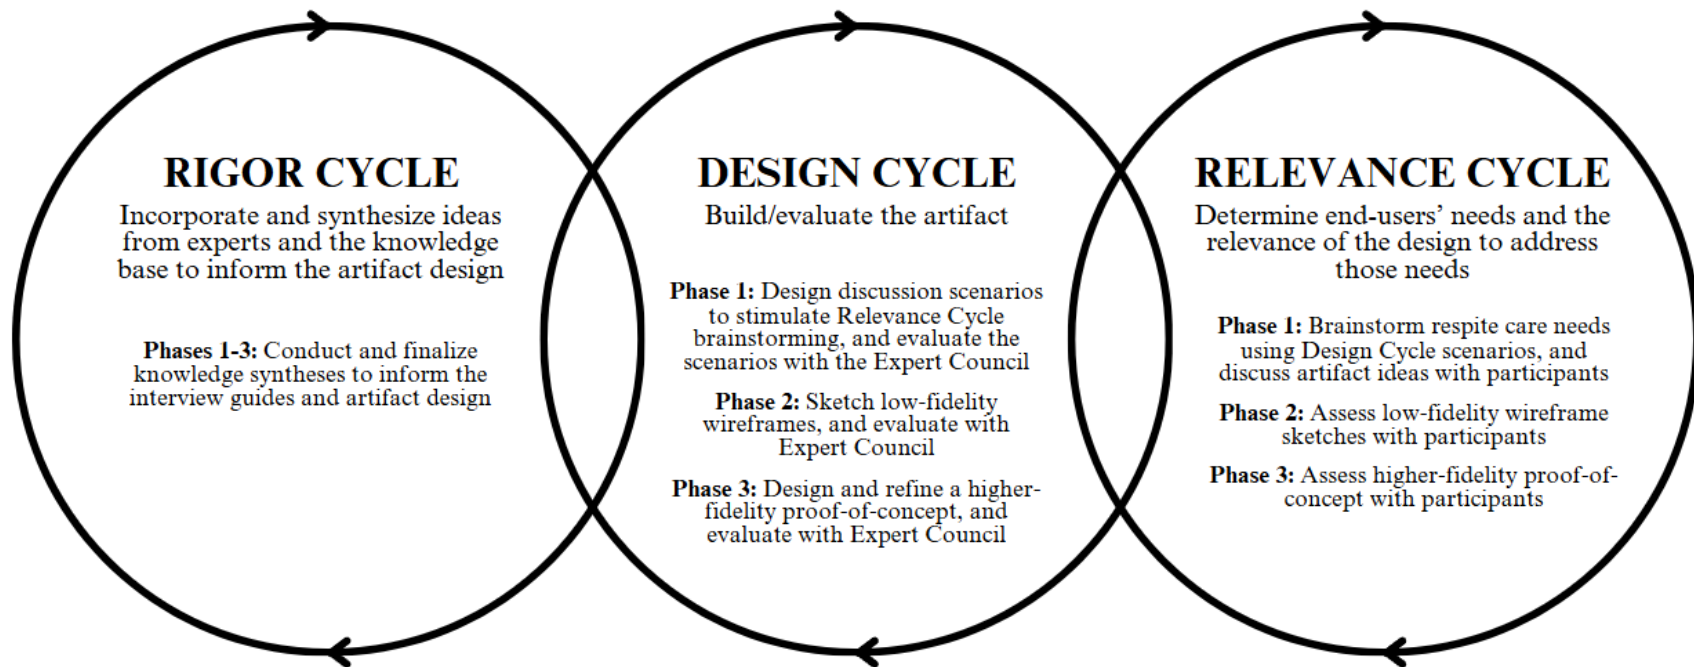 RIGOR CYCLE
Incorporate and synthesize ideas
from experts and the knowledge
base to inform the artifact design
Phases 1-3: Conduct and finalize
knowledge syntheses to inform the
interview guides and artifact design
DESIGN CYCLE
Build/evaluate the artifact
Phase 1: Design discussion scenarios
to stimulate Relevance Cycle
brainstorming, and evaluate the
scenarios with the Expert Council
Phase 2: Sketch low-fidelity
wireframes, and evaluate with
Expert Council
Phase 3: Design and refine a higher-
fidelity proof-of-concept, and
evaluate with Expert Council
RELEVANCE CYCLE
Determine end-users’ needs and the
relevance of the design to address
those needs
Phase 1: Brainstorm respite care needs
using Design Cycle scenarios, and
discuss artifact ideas with participants
Phase 2: Assess low-fidelity wireframe
sketches with participants
Phase 3: Assess higher-fidelity proof-of-
concept with participants